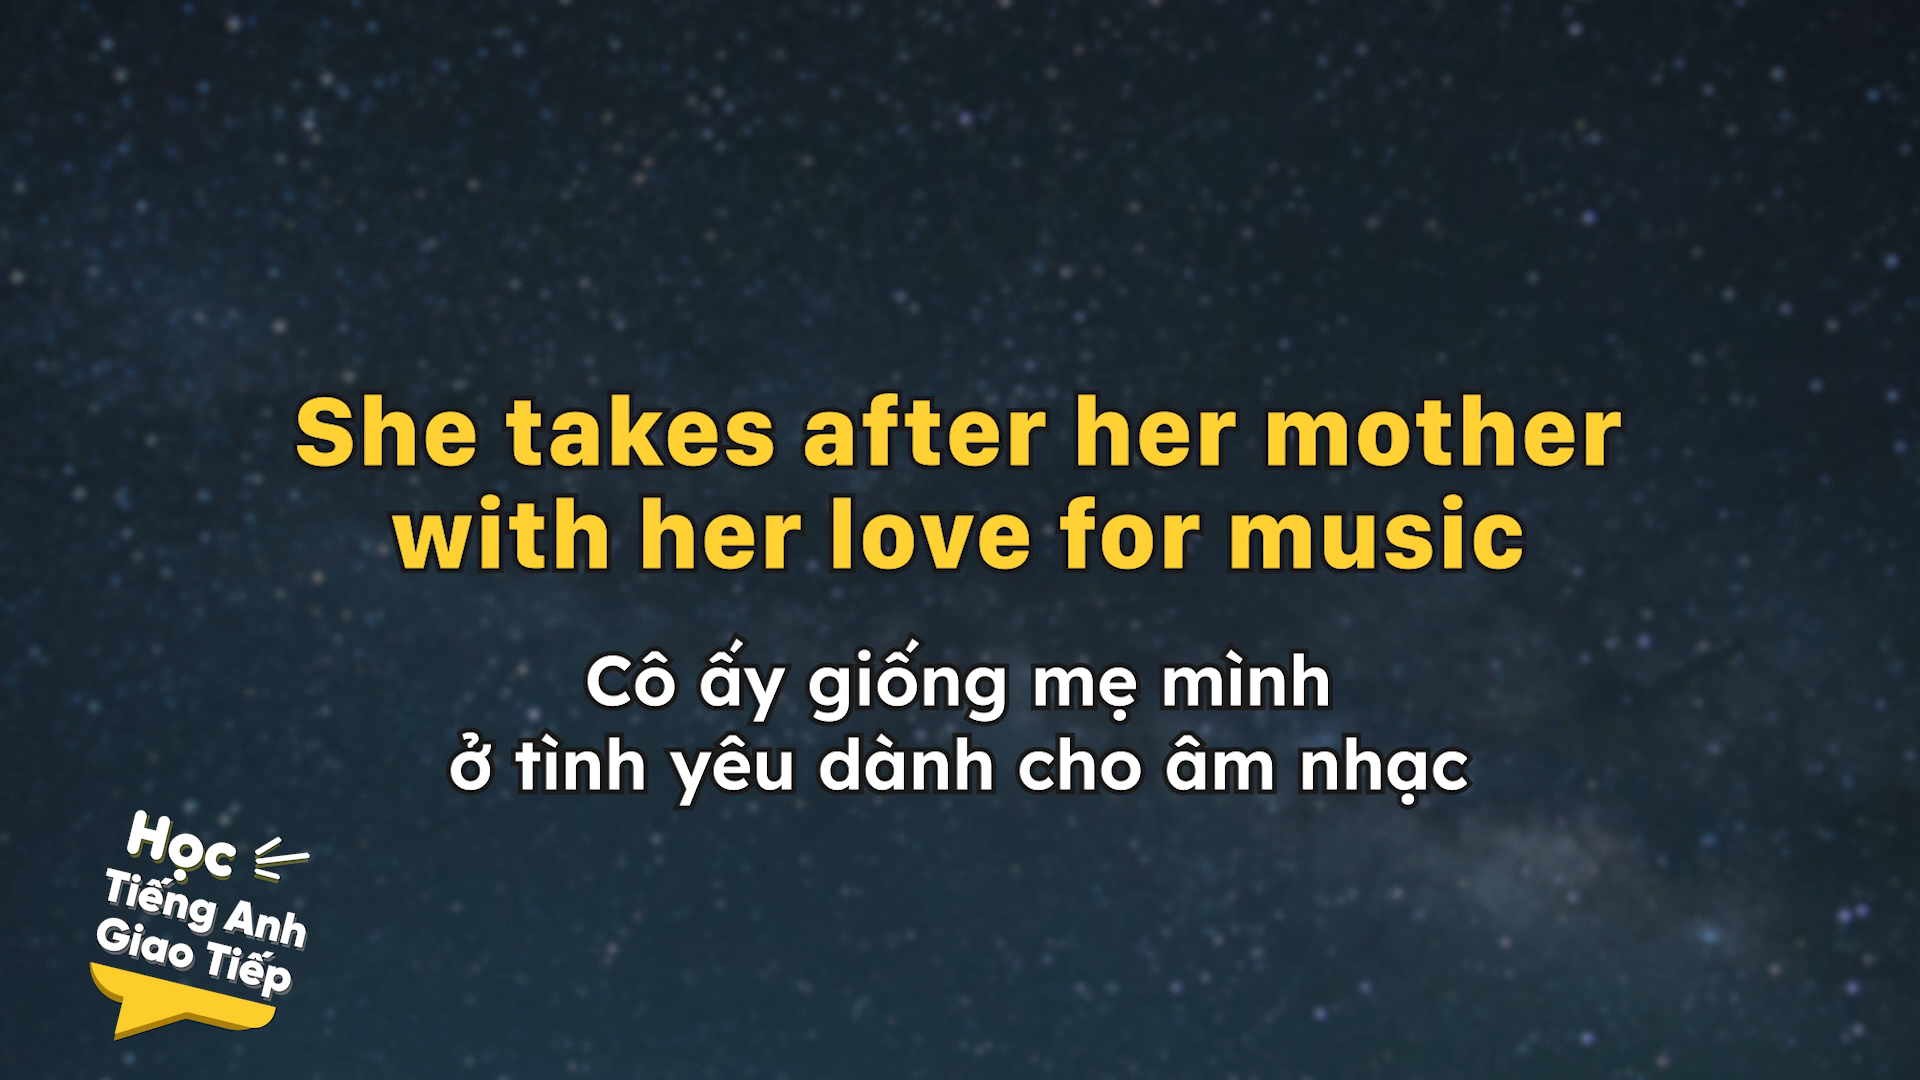 She takes after her mother
with her love for music
Cô ấy giống mẹ mình
ở tình yêu dành cho âm nhạc
Học
Tiếng Anh
Giao Tiếp